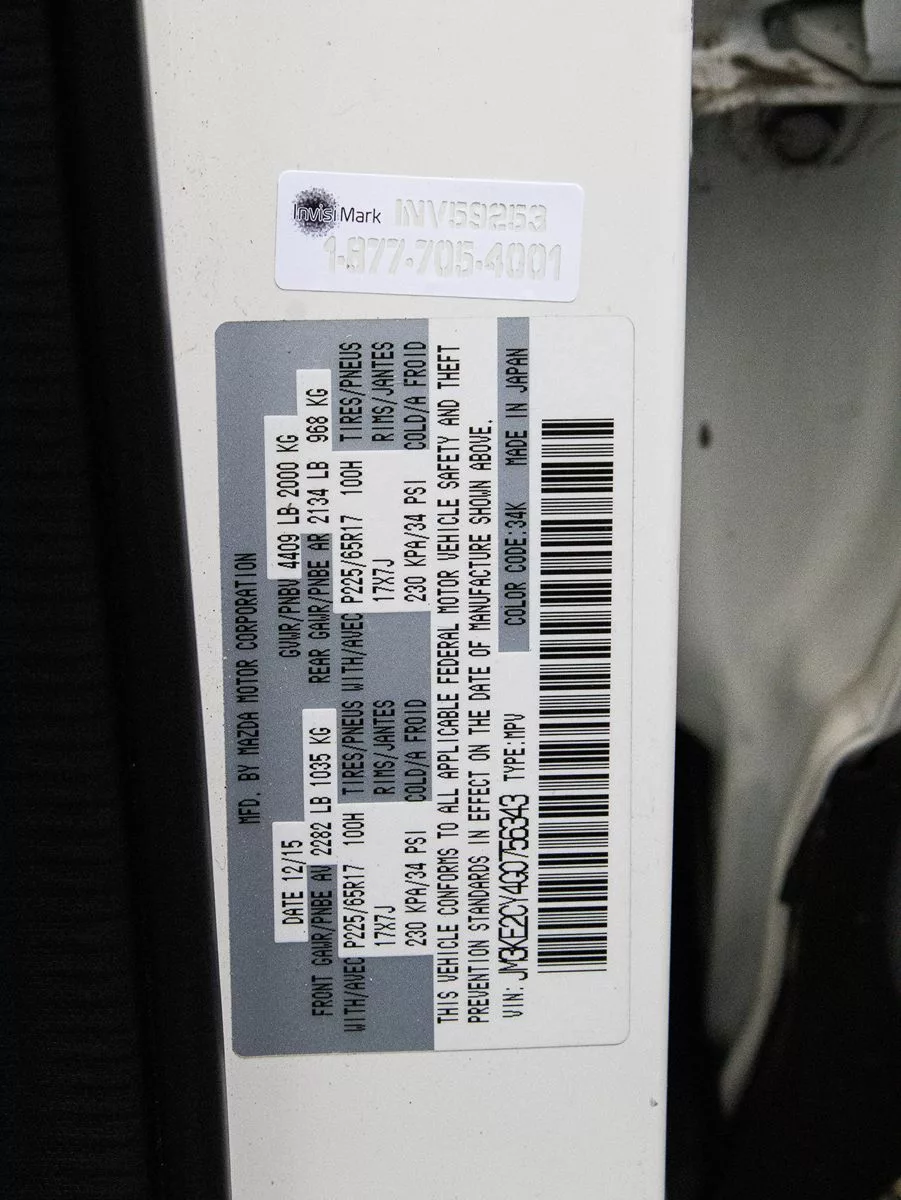 InvisiMark INV59253
1-877-705-4001
MFD. BY MAZDA MOTOR CORPORATION
DATE 12/15 GVWR/PNBV 4409 LB 2000 KG
FRONT GAWR/PNBE AV 2282 LB 1035 KG REAR GAWR/PNBE AR 2134 LB 968 KG
WITH/AVEC P225/65R17 100H TIRES/PNEUS WITH/AVEC P225/65R17 100H TIRES/PNEUS
17X7J RIMS/JANTES 17X7J RIMS/JANTES
230 KPA/34 PSI COLD/A FROID 230 KPA/34 PSI COLD/A FROID
THIS VEHICLE CONFORMS TO ALL APPLICABLE FEDERAL MOTOR VEHICLE SAFETY AND THEFT
PREVENTION STANDARDS IN EFFECT ON THE DATE OF MANUFACTURE SHOWN ABOVE.
VIN: JM3KE2CY4G0756343 TYPE:MPV COLOR CODE:34K MADE IN JAPAN